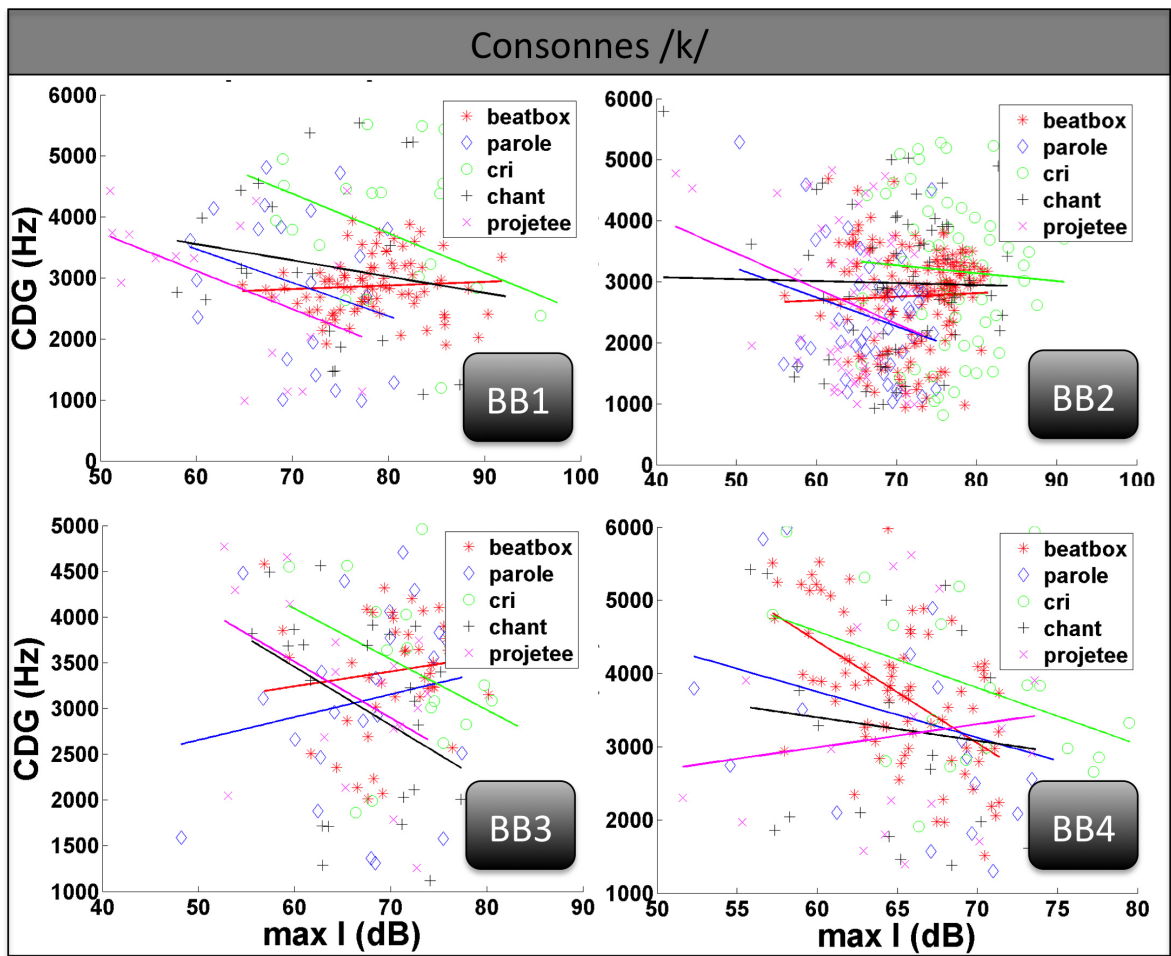 Consonnes /k/
6000
5000
4000
3000
2000
1000
0
CDG (Hz)
50 60 70 80 90 100
beatbox
parole
cri
chant
projetee
BB1
6000
5000
4000
3000
2000
1000
0
40 50 60 70 80 90 100
beatbox
parole
cri
chant
projetee
BB2
5000
4500
4000
3500
3000
2500
2000
1500
1000
CDG (Hz)
40 50 60 70 80 90
max I (dB)
beatbox
parole
cri
chant
projetee
BB3
6000
5000
4000
3000
2000
1000
50 55 60 65 70 75 80
max I (dB)
beatbox
parole
cri
chant
projetee
BB4